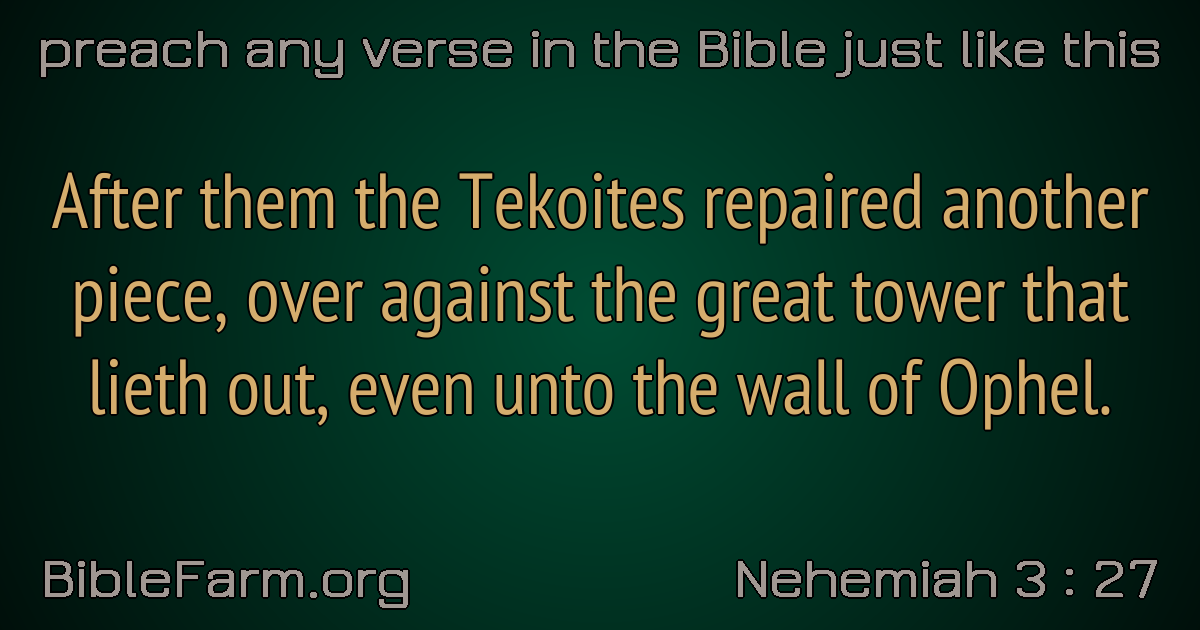 preach any verse in the Bible just like this
After them the Tekoites repaired another
piece, over against the great tower that
lieth out, even unto the wall of Ophel.
BibleFarm.org
Nehemiah 3 : 27